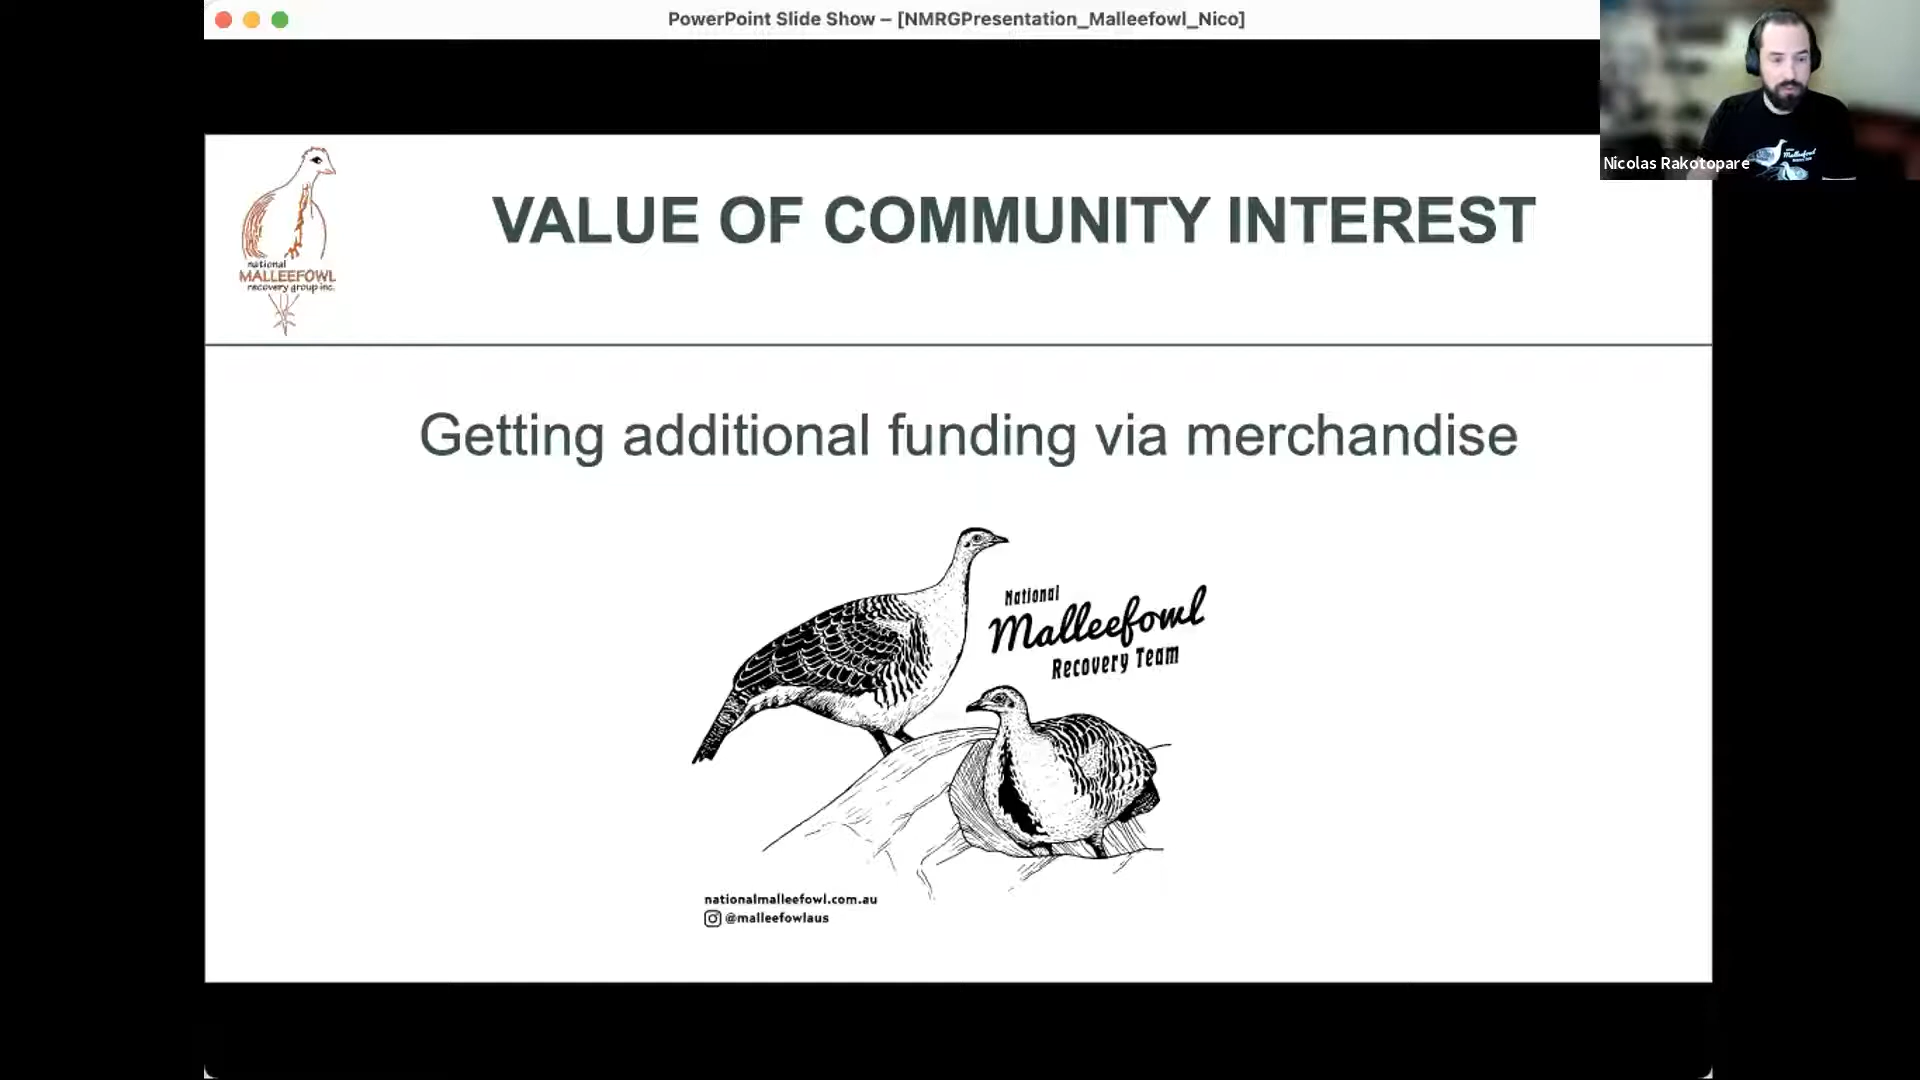 PowerPoint Slide Show – [NMRGPresentation_Malleefowl_Nico]
Nicolas Rakotopare
Malleefowl
national
MALLEEFOWL
recovery group inc.
VALUE OF COMMUNITY INTEREST
Getting additional funding via merchandise
National
Malleefowl
Recovery Team
nationalmalleefowl.com.au
@malleefowlaus